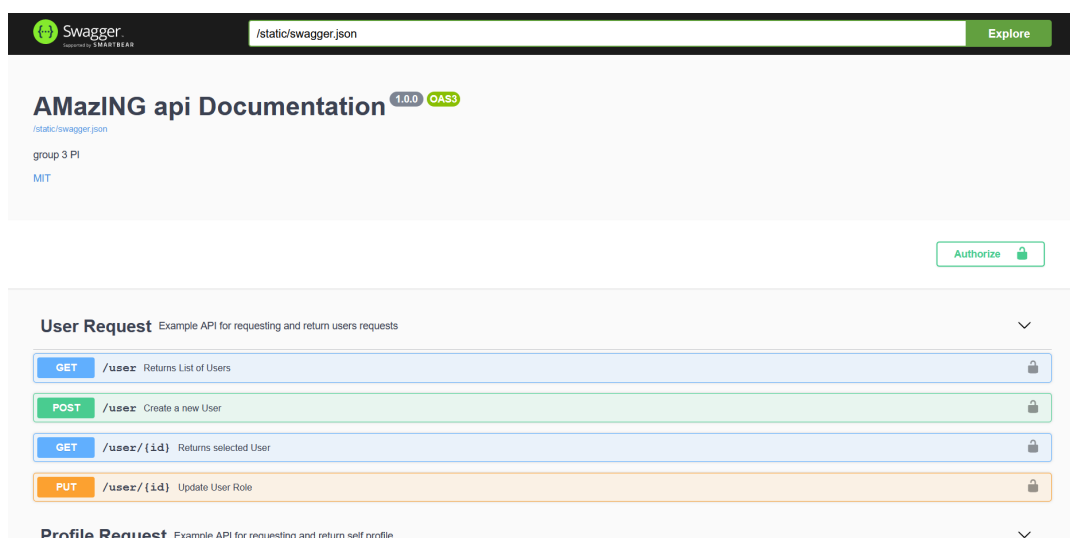 {···} Swagger.
Supported by SMARTBEAR
/static/swagger.json
Explore
AMazING api Documentation 1.0.0 OAS3
/static/swagger.json
group 3 PI
MIT
Authorize
User Request Example API for requesting and return users requests
GET /user Returns List of Users
POST /user Create a new User
GET /user/{id} Returns selected User
PUT /user/{id} Update User Role
Profile Request Example API for requesting and return self profile